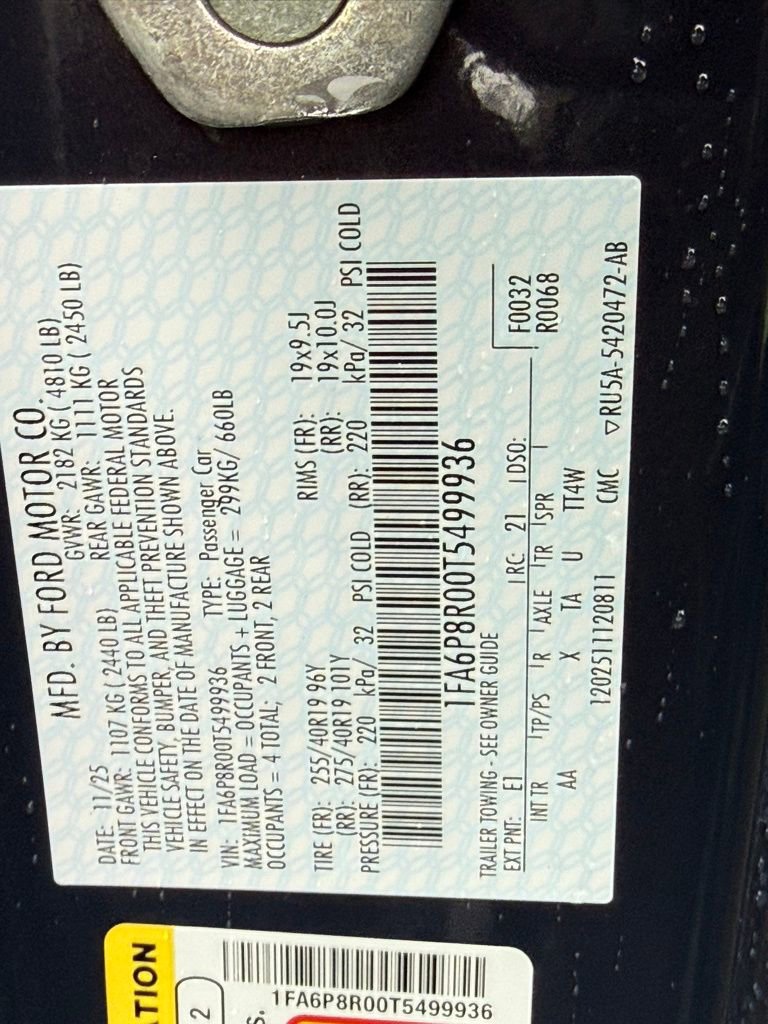 MFD. BY FORD MOTOR CO.
DATE: 11/25 GVWR: 2182 KG ( 4810 LB)
FRONT GAWR: 1107 KG ( 2440 LB) REAR GAWR: 1111 KG ( 2450 LB)
THIS VEHICLE CONFORMS TO ALL APPLICABLE FEDERAL MOTOR
VEHICLE SAFETY, BUMPER, AND THEFT PREVENTION STANDARDS
IN EFFECT ON THE DATE OF MANUFACTURE SHOWN ABOVE.
VIN: 1FA6P8R00T5499936 TYPE: Passenger Car
MAXIMUM LOAD = OCCUPANTS + LUGGAGE = 299KG/ 660LB
OCCUPANTS = 4 TOTAL; 2 FRONT, 2 REAR
TIRE (FR): 255/40R19 96Y RIMS (FR): 19x9.5J
(RR): 275/40R19 101Y (RR): 19x10.0J
PRESSURE (FR): 220 kPa/ 32 PSI COLD (RR): 220 kPa/ 32 PSI COLD
1FA6P8R00T5499936
TRAILER TOWING - SEE OWNER GUIDE
F0032
EXT PNT: E1 RC: 21 DSO: R0068
INT TR TP/PS R AXLE TR SPR
AA X TA U TT4W
1202511120811 CMC ▽RU5A-5420472-AB
TION
2
S.
1FA6P8R00T5499936